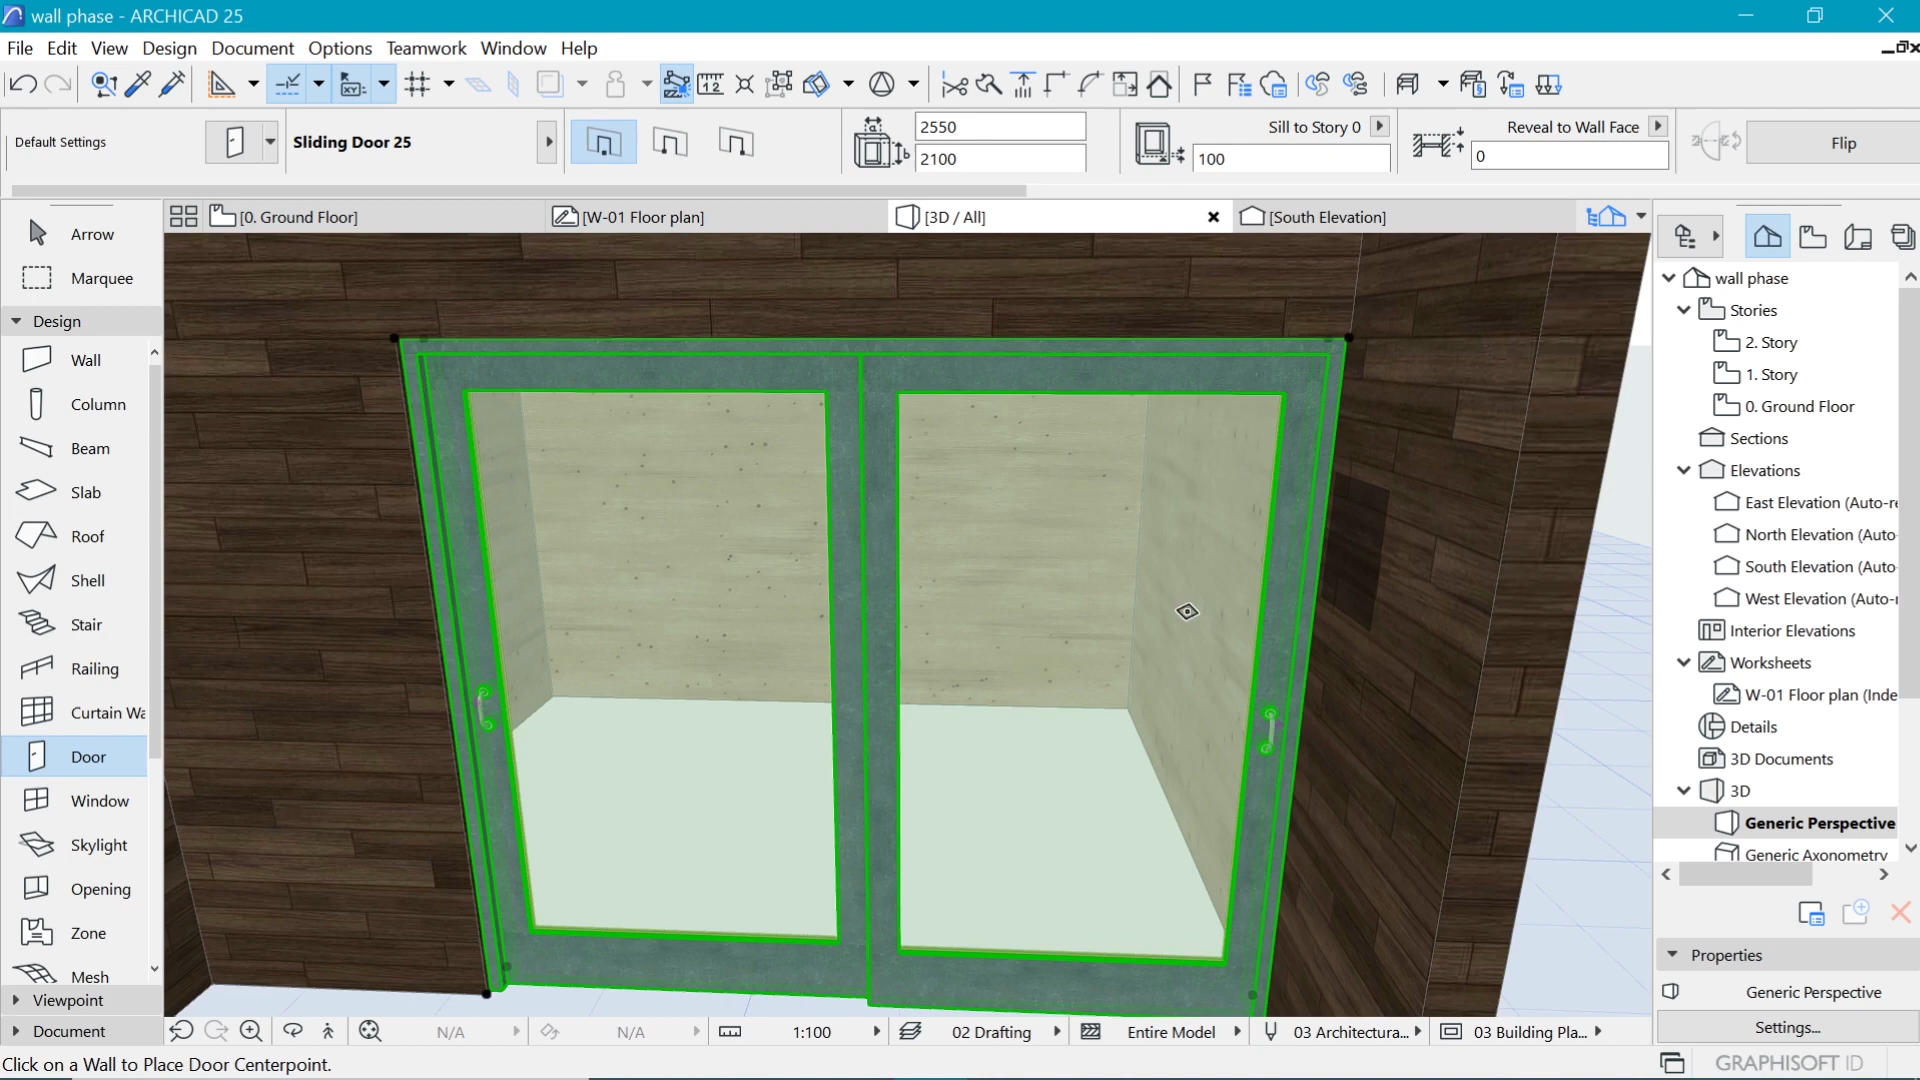 wall phase - ARCHICAD 25
File Edit View Design Document Options Teamwork Window Help
Default Settings
Sliding Door 25
2550
2100
Sill to Story 0
100
Reveal to Wall Face
0
Flip
[0. Ground Floor]
[W-01 Floor plan]
[3D / All]
[South Elevation]
Arrow
Marquee
Design
Wall
Column
Beam
Slab
Roof
Shell
Stair
Railing
Curtain Wa
Door
Window
Skylight
Opening
Zone
Mesh
Viewpoint
Document
wall phase
Stories
2. Story
1. Story
0. Ground Floor
Sections
Elevations
East Elevation (Auto-re
North Elevation (Auto-
South Elevation (Auto-
West Elevation (Auto-r
Interior Elevations
Worksheets
W-01 Floor plan (Inde
Details
3D Documents
3D
Generic Perspective
Generic Axonometry
Properties
Generic Perspective
Settings...
N/A
N/A
1:100
02 Drafting
Entire Model
03 Architectura...
03 Building Pla...
Click on a Wall to Place Door Centerpoint.
GRAPHISOFT ID